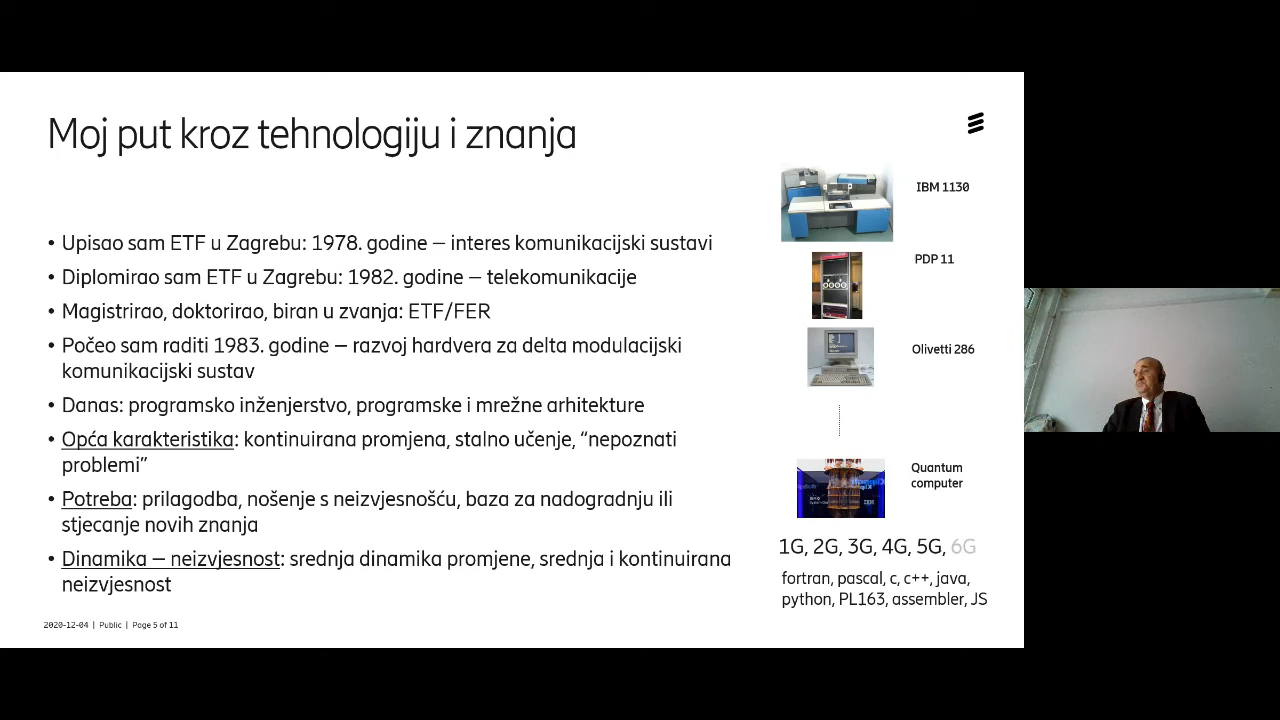 Moj put kroz tehnologiju i znanja
• Upisao sam ETF u Zagrebu: 1978. godine – interes komunikacijski sustavi
• Diplomirao sam ETF u Zagrebu: 1982. godine – telekomunikacije
• Magistrirao, doktorirao, biran u zvanja: ETF/FER
• Počeo sam raditi 1983. godine – razvoj hardvera za delta modulacijski
komunikacijski sustav
• Danas: programsko inženjerstvo, programske i mrežne arhitekture
• Opća karakteristika: kontinuirana promjena, stalno učenje, “nepoznati
problemi”
• Potreba: prilagodba, nošenje s neizvjesnošću, baza za nadogradnju ili
stjecanje novih znanja
• Dinamika – neizvjesnost: srednja dinamika promjene, srednja i kontinuirana
neizvjesnost
IBM 1130
PDP 11
Olivetti 286
Quantum
computer
IBM
1G, 2G, 3G, 4G, 5G, 6G
fortran, pascal, c, c++, java,
python, PL163, assembler, JS
2020-12-04 | Public | Page 5 of 11